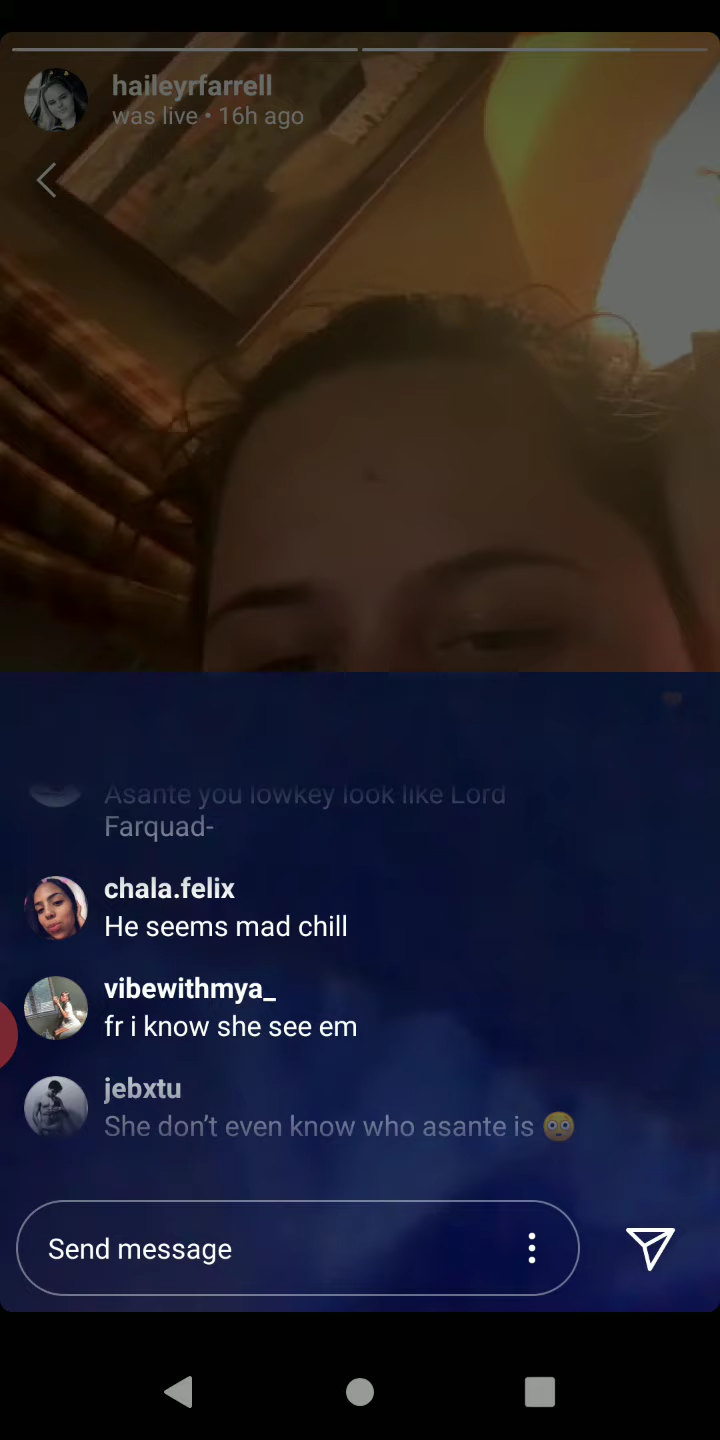 haileyrfarrell
was live • 16h ago
Asante you lowkey look like Lord
Farquad-
chala.felix
He seems mad chill
vibewithmya_
fr i know she see em
jebxtu
She don't even know who asante is 😳
Send message